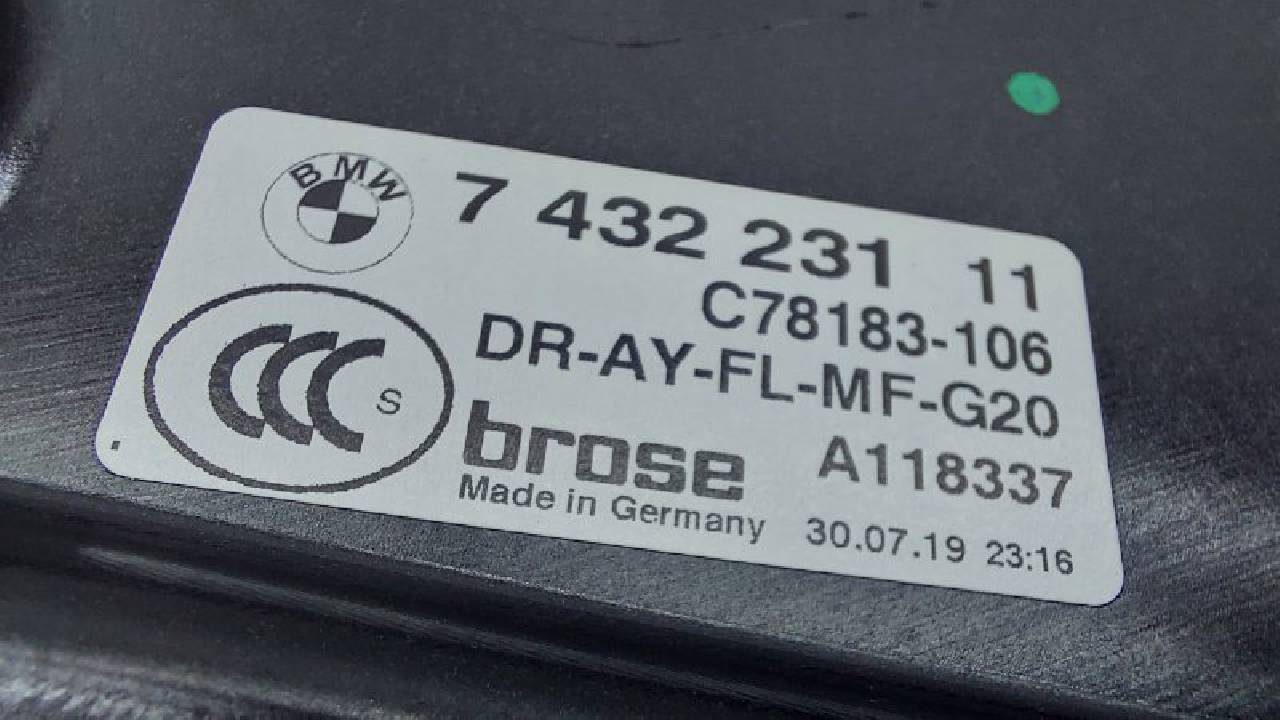 BMW
7 432 231 11
C78183-106
DR-AY-FL-MF-G20
CCC S
brose
A118337
Made in Germany
30.07.19 23:16